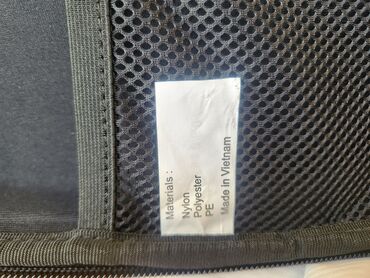 Materials :
Nylon
Polyester
PE
Made in Vietnam